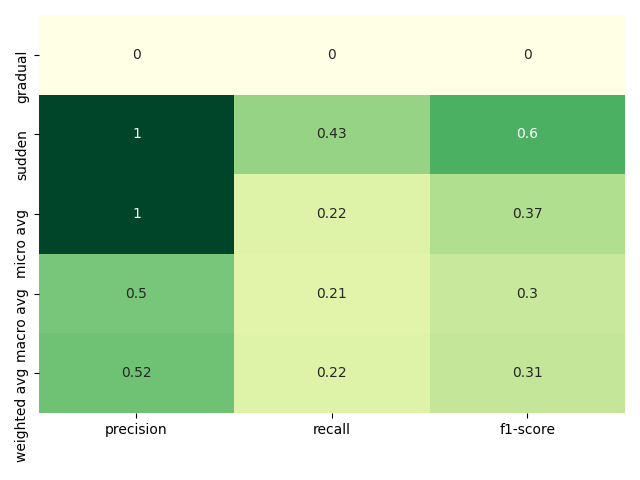 gradual 0 0 0
sudden 1 0.43 0.6
micro avg 1 0.22 0.37
macro avg 0.5 0.21 0.3
weighted avg 0.52 0.22 0.31
precision recall f1-score